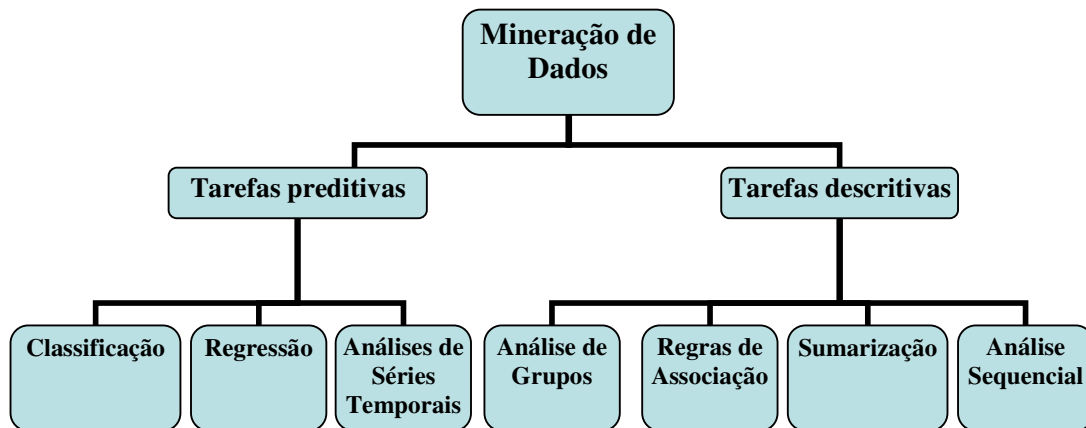 Mineração de
Dados
Tarefas preditivas
Tarefas descritivas
Classificação
Regressão
Análises de
Séries
Temporais
Análise de
Grupos
Regras de
Associação
Sumarização
Análise
Sequencial